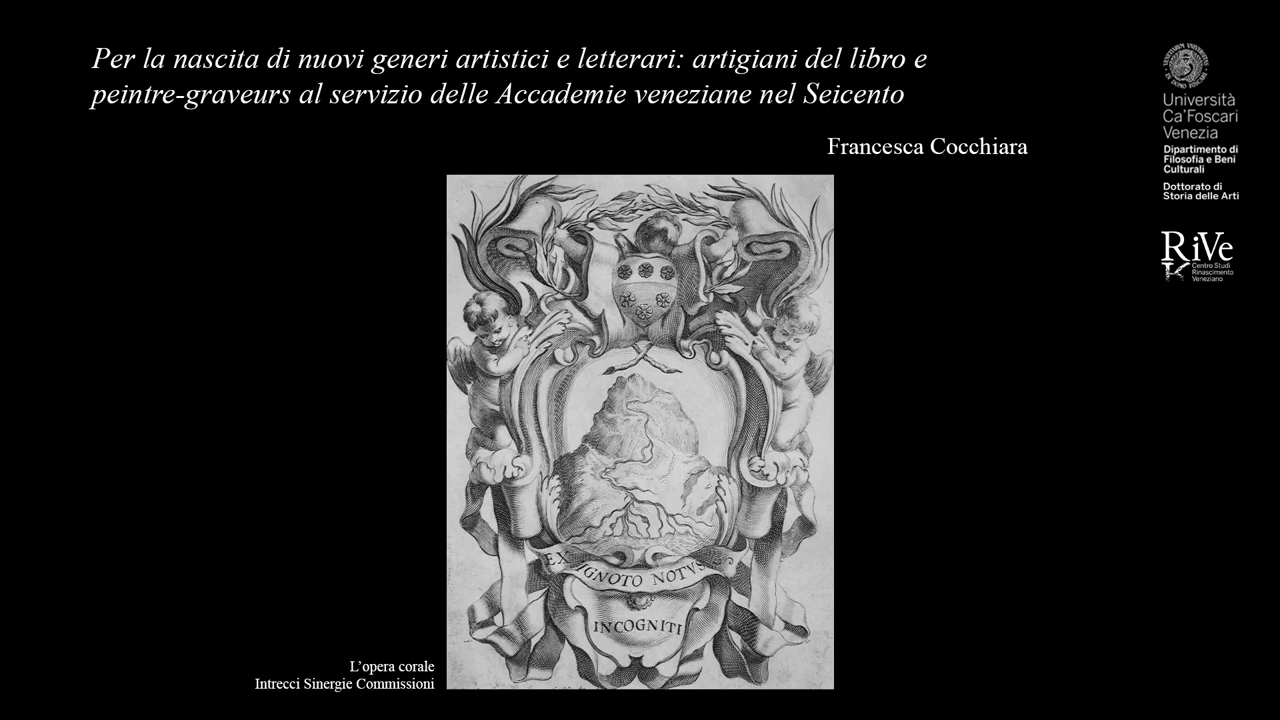 Per la nascita di nuovi generi artistici e letterari: artigiani del libro e
peintre-graveurs al servizio delle Accademie veneziane nel Seicento
Francesca Cocchiara
Università
Ca'Foscari
Venezia
Dipartimento di
Filosofia e Beni
Culturali
Dottorato di
Storia delle Arti
RiVe
Centro Studi
Rinascimento
Veneziano
EX IGNOTO NOTVS
INCOGNITI
L'opera corale
Intrecci Sinergie Commissioni